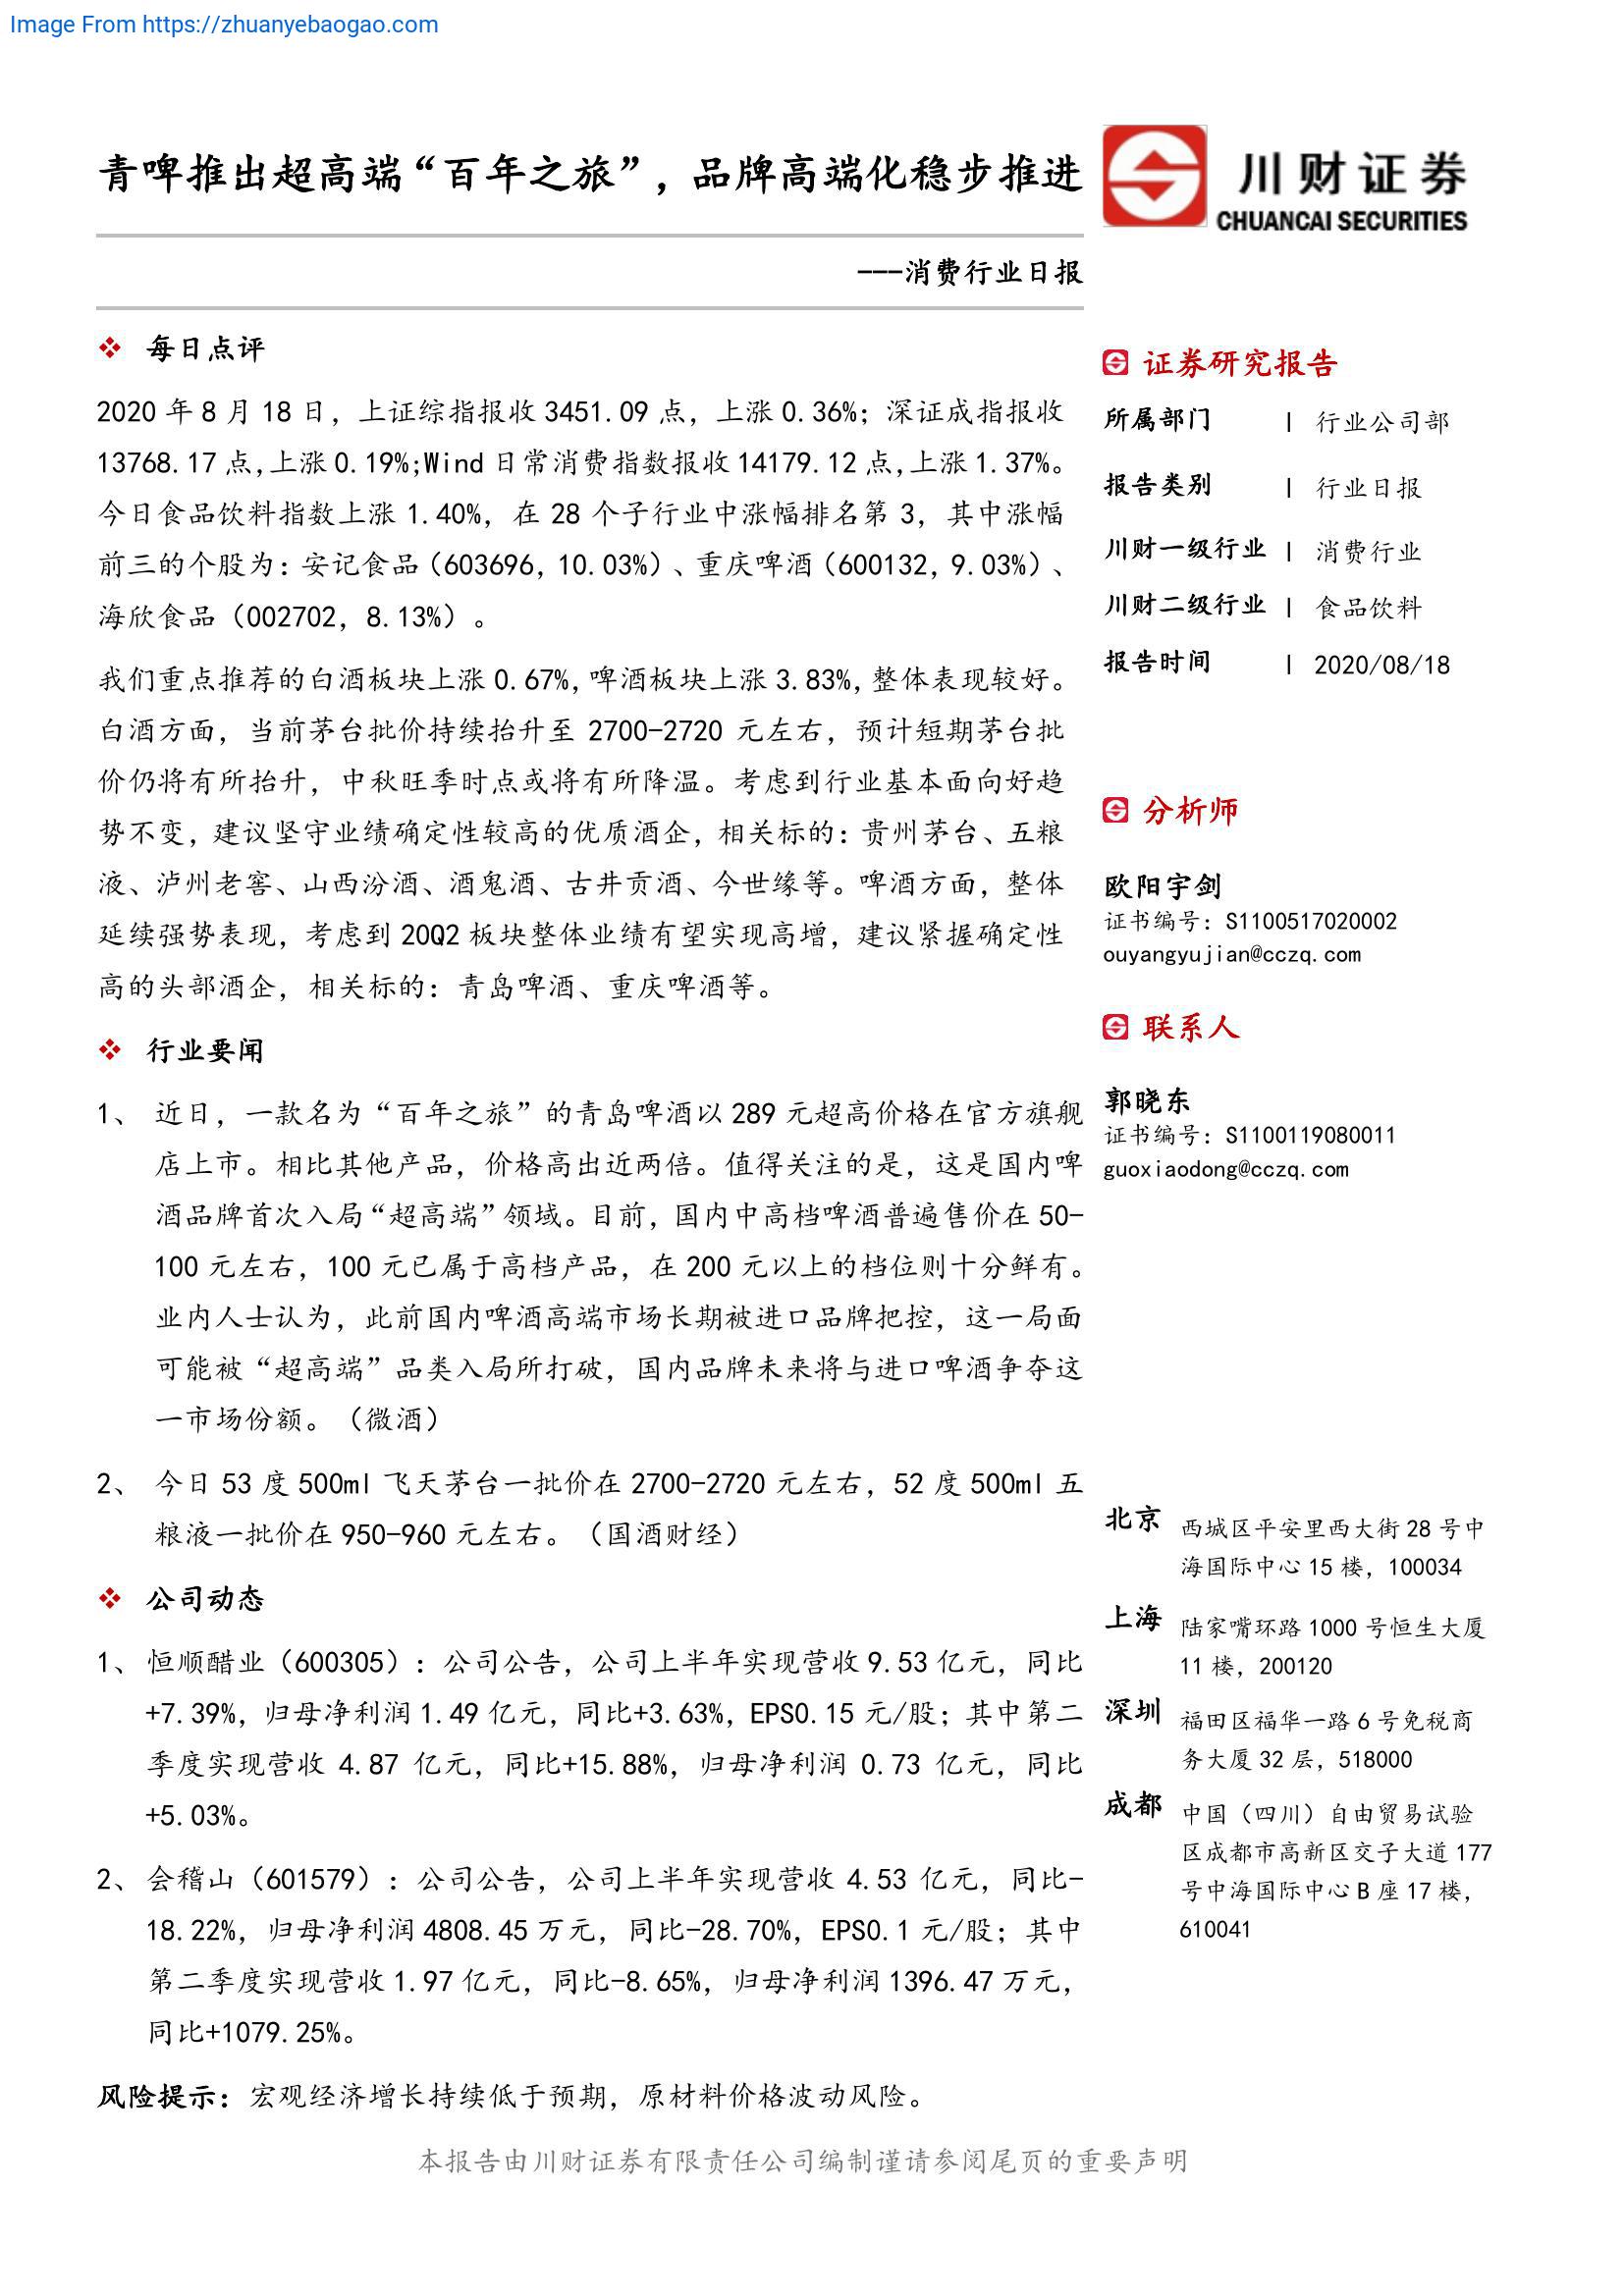 Image From https://zhuanyebaogao.com
青啤推出超高端“百年之旅”，品牌高端化稳步推进
川财证券
CHUANCAI SECURITIES
---消费行业日报
每日点评
2020 年 8 月 18 日，上证综指报收 3451.09 点，上涨 0.36%；深证成指报收
13768.17 点,上涨 0.19%;Wind 日常消费指数报收 14179.12 点,上涨 1.37%。
今日食品饮料指数上涨 1.40%，在 28 个子行业中涨幅排名第 3，其中涨幅
前三的个股为：安记食品（603696，10.03%）、重庆啤酒（600132，9.03%）、
海欣食品（002702，8.13%）。
我们重点推荐的白酒板块上涨 0.67%,啤酒板块上涨 3.83%,整体表现较好。
白酒方面，当前茅台批价持续抬升至 2700-2720 元左右，预计短期茅台批
价仍将有所抬升，中秋旺季时点或将有所降温。考虑到行业基本面向好趋
势不变，建议坚守业绩确定性较高的优质酒企，相关标的：贵州茅台、五粮
液、泸州老窖、山西汾酒、酒鬼酒、古井贡酒、今世缘等。啤酒方面，整体
延续强势表现，考虑到 20Q2 板块整体业绩有望实现高增，建议紧握确定性
高的头部酒企，相关标的：青岛啤酒、重庆啤酒等。
行业要闻
1、 近日，一款名为“百年之旅”的青岛啤酒以 289 元超高价格在官方旗舰
店上市。相比其他产品，价格高出近两倍。值得关注的是，这是国内啤
酒品牌首次入局“超高端”领域。目前，国内中高档啤酒普遍售价在 50-
100 元左右，100 元已属于高档产品，在 200 元以上的档位则十分鲜有。
业内人士认为，此前国内啤酒高端市场长期被进口品牌把控，这一局面
可能被“超高端”品类入局所打破，国内品牌未来将与进口啤酒争夺这
一市场份额。（微酒）
2、 今日 53 度 500ml 飞天茅台一批价在 2700-2720 元左右，52 度 500ml 五
粮液一批价在 950-960 元左右。（国酒财经）
公司动态
1、 恒顺醋业（600305）：公司公告，公司上半年实现营收 9.53 亿元，同比
+7.39%，归母净利润 1.49 亿元，同比+3.63%，EPS0.15 元/股；其中第二
季度实现营收 4.87 亿元，同比+15.88%，归母净利润 0.73 亿元，同比
+5.03%。
2、 会稽山（601579）：公司公告，公司上半年实现营收 4.53 亿元，同比-
18.22%，归母净利润 4808.45 万元，同比-28.70%，EPS0.1 元/股；其中
第二季度实现营收 1.97 亿元，同比-8.65%，归母净利润 1396.47 万元，
同比+1079.25%。
风险提示：宏观经济增长持续低于预期，原材料价格波动风险。
证券研究报告
所属部门 | 行业公司部
报告类别 | 行业日报
川财一级行业 | 消费行业
川财二级行业 | 食品饮料
报告时间 | 2020/08/18
分析师
欧阳宇剑
证书编号：S1100517020002
ouyangyujian@cczq.com
联系人
郭晓东
证书编号：S1100119080011
guoxiaodong@cczq.com
北京 西城区平安里西大街 28 号中
海国际中心 15 楼，100034
上海 陆家嘴环路 1000 号恒生大厦
11 楼，200120
深圳 福田区福华一路 6 号免税商
务大厦 32 层，518000
成都 中国（四川）自由贸易试验
区成都市高新区交子大道 177
号中海国际中心 B 座 17 楼，
610041
本报告由川财证券有限责任公司编制谨请参阅尾页的重要声明